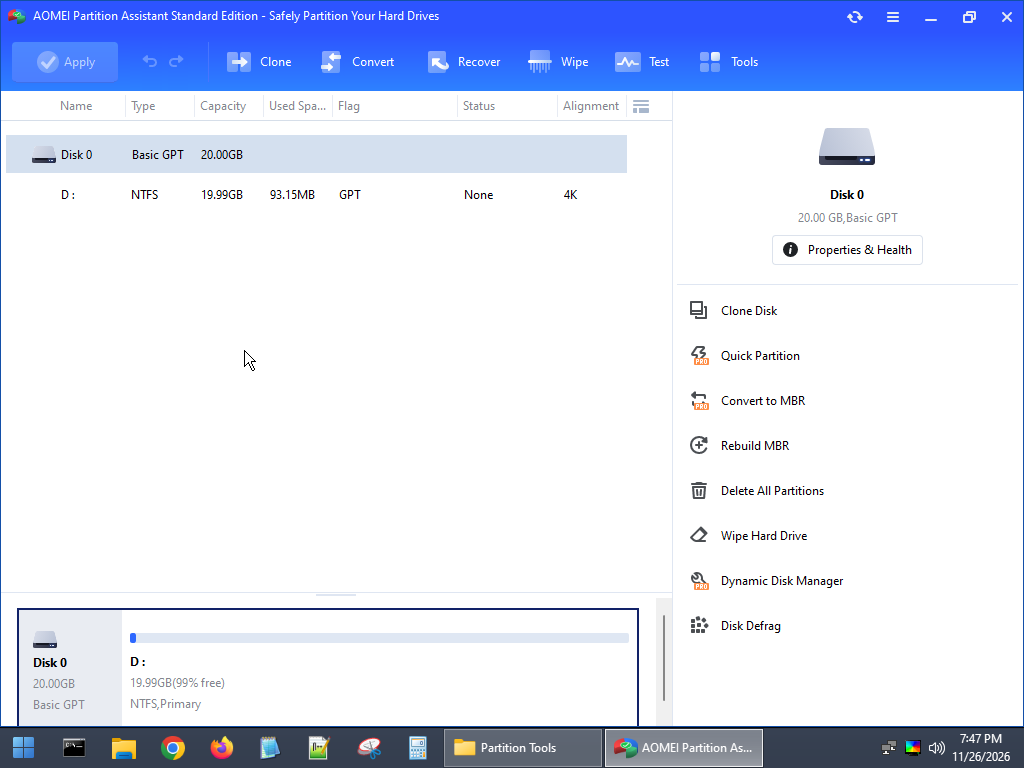 AOMEI Partition Assistant Standard Edition - Safely Partition Your Hard Drives
Apply
Clone
Convert
Recover
Wipe
Test
Tools
Name Type Capacity Used Spa... Flag Status Alignment
Disk 0 Basic GPT 20.00GB
D : NTFS 19.99GB 93.15MB GPT None 4K
Disk 0
20.00 GB,Basic GPT
Properties & Health
Clone Disk
PRO Quick Partition
PRO Convert to MBR
Rebuild MBR
Delete All Partitions
Wipe Hard Drive
PRO Dynamic Disk Manager
Disk Defrag
Disk 0
20.00GB
Basic GPT
D :
19.99GB(99% free)
NTFS,Primary
Partition Tools
AOMEI Partition As...
7:47 PM
11/26/2026